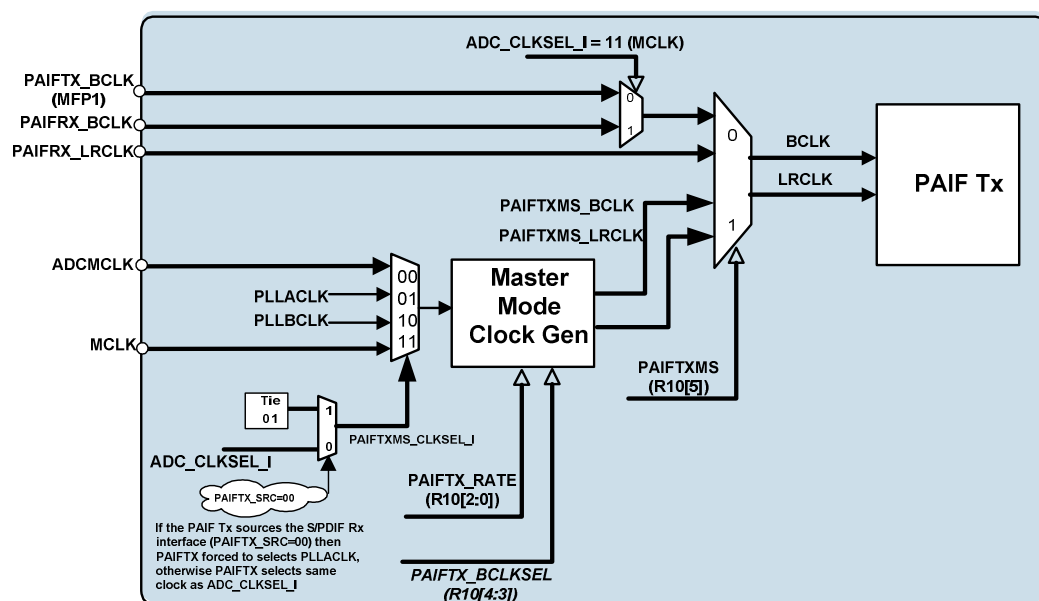 ADC_CLKSEL_I = 11 (MCLK)
PAIFTX_BCLK
(MFP1)
PAIFRX_BCLK
PAIFRX_LRCLK
0
1
0
1
BCLK
LRCLK
PAIF Tx
PAIFTXMS_BCLK
PAIFTXMS_LRCLK
ADCMCLK
PLLACLK
PLLBCLK
MCLK
00
01
10
11
Master
Mode
Clock Gen
PAIFTXMS
(R10[5])
Tie
01
1
0
PAIFTXMS_CLKSEL_I
ADC_CLKSEL_I
PAIFTX_SRC=00
PAIFTX_RATE
(R10[2:0])
If the PAIF Tx sources the S/PDIF Rx
interface (PAIFTX_SRC=00) then
PAIFTX forced to selects PLLACLK,
otherwise PAIFTX selects same
clock as ADC_CLKSEL_I
PAIFTX_BCLKSEL
(R10[4:3])